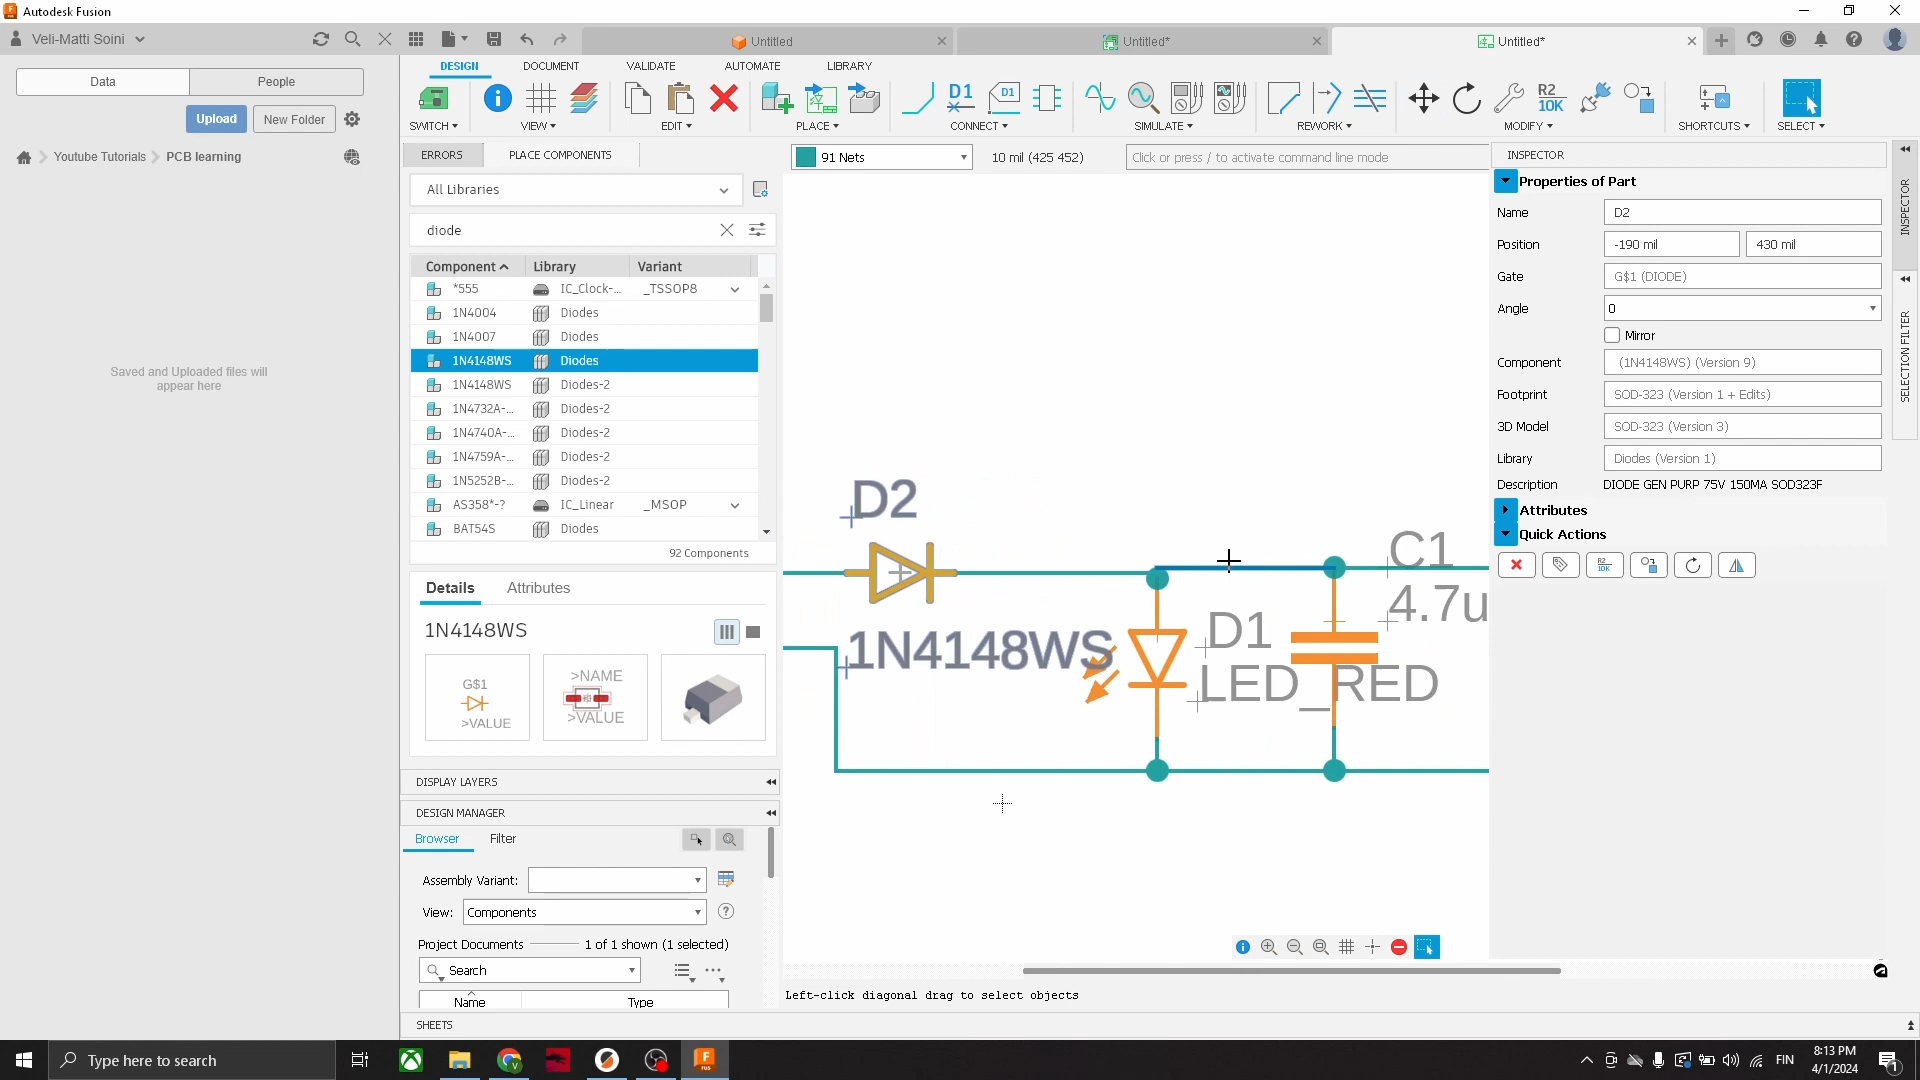 Autodesk Fusion
Veli-Matti Soini
Untitled
Untitled*
Untitled*
Data
People
Upload
New Folder
Youtube Tutorials
PCB learning
Saved and Uploaded files will
appear here
DESIGN
DOCUMENT
VALIDATE
AUTOMATE
LIBRARY
D1
D1
R2
10K
SWITCH
VIEW
EDIT
PLACE
CONNECT
SIMULATE
REWORK
MODIFY
SHORTCUTS
SELECT
ERRORS
PLACE COMPONENTS
91 Nets
10 mil (425 452)
Click or press / to activate command line mode
All Libraries
diode
Component
Library
Variant
*555
IC_Clock-...
_TSSOP8
1N4004
Diodes
1N4007
Diodes
1N4148WS
Diodes
1N4148WS
Diodes-2
1N4732A-...
Diodes-2
1N4740A-...
Diodes-2
1N4759A-...
Diodes-2
1N5252B-...
Diodes-2
AS358*-?
IC_Linear
_MSOP
BAT54S
Diodes
92 Components
Details
Attributes
1N4148WS
G$1
>VALUE
>NAME
>VALUE
DISPLAY LAYERS
DESIGN MANAGER
Browser
Filter
Assembly Variant:
View:
Components
Project Documents
1 of 1 shown (1 selected)
Search
Name
Type
SHEETS
D2
1N4148WS
D1
LED_RED
C1
4.7u
Left-click diagonal drag to select objects
INSPECTOR
Properties of Part
Name
D2
Position
-190 mil
430 mil
Gate
G$1 (DIODE)
Angle
0
Mirror
Component
(1N4148WS) (Version 9)
Footprint
SOD-323 (Version 1 + Edits)
3D Model
SOD-323 (Version 3)
Library
Diodes (Version 1)
Description
DIODE GEN PURP 75V 150MA SOD323F
Attributes
Quick Actions
R2
10K
INSPECTOR
SELECTION FILTER
Type here to search
FIN
8:13 PM
4/1/2024
1